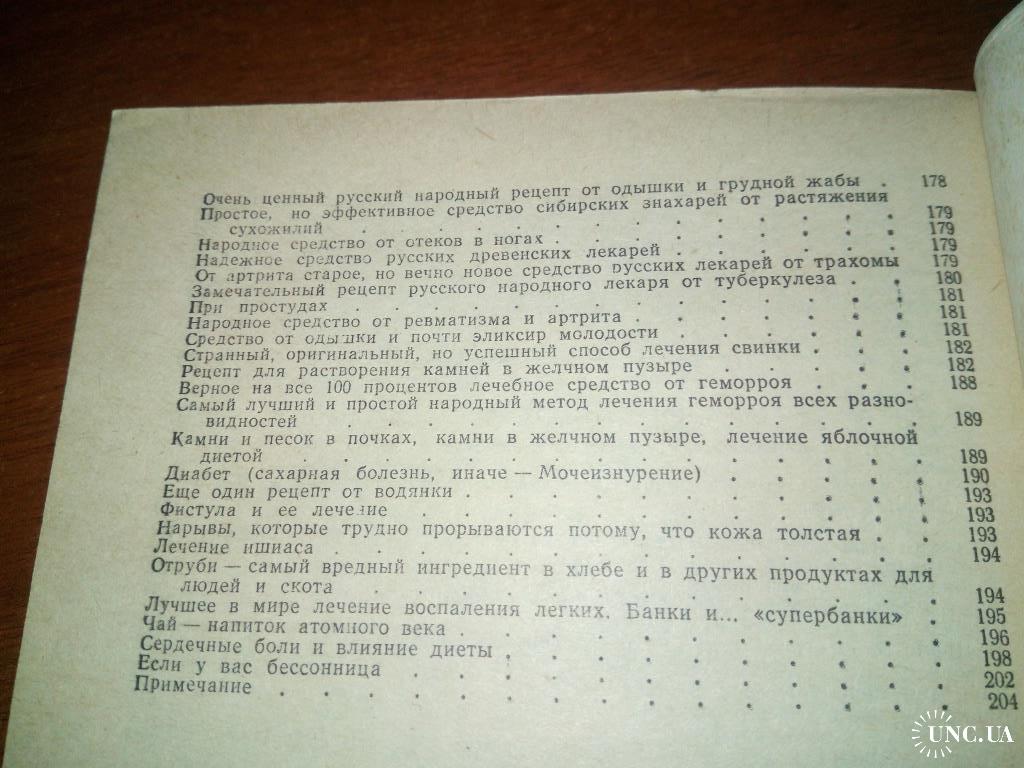 Очень ценный русский народный рецепт от одышки и грудной жабы . 178
Простое, но эффективное средство сибирских знахарей от растяжения
сухожилий . . . . . . . . . . 179
Народное средство от отеков в ногах . . . . . . . 179
Надежное средство русских древенских лекарей . . . . . 179
От артрита старое, но вечно новое средство русских лекарей от трахомы 179
Замечательный рецепт русского народного лекаря от туберкулеза . . 180
При простудах . . . . . . . . . . 181
Народное средство от ревматизма и артрита . . . . . 181
Средство от одышки и почти эликсир молодости . . . . 181
Странный, оригинальный, но успешный способ лечения свинки . . . 182
Рецепт для растворения камней в желчном пузыре . . . . 182
Верное на все 100 процентов лечебное средство от геморроя . . . 188
Самый лучший и простой народный метод лечения геморроя всех разно-
видностей . . . . . . . . . . 189
Камни и песок в почках, камни в желчном пузыре, лечение яблочной
диетой . . . . . . . . . . . 189
Диабет (сахарная болезнь, иначе — Мочеизнурение) . . . . 190
Еще один рецепт от водянки . . . . . . . . 193
Фистула и ее лечение . . . . . . . . . 193
Нарывы, которые трудно прорываются потому, что кожа толстая . . 193
Лечение ишиаса . . . . . . . . . . 194
Отруби — самый вредный ингредиент в хлебе и в других продуктах для
людей и скота . . . . . . . . . . 194
Лучшее в мире лечение воспаления легких. Банки и... «супербанки» . 195
Чай — напиток атомного века . . . . . . . . 196
Сердечные боли и влияние диеты . . . . . . . 198
Если у вас бессонница . . . . . . . . . 202
Примечание . . . . . . . . . . . 204
UNC.UA